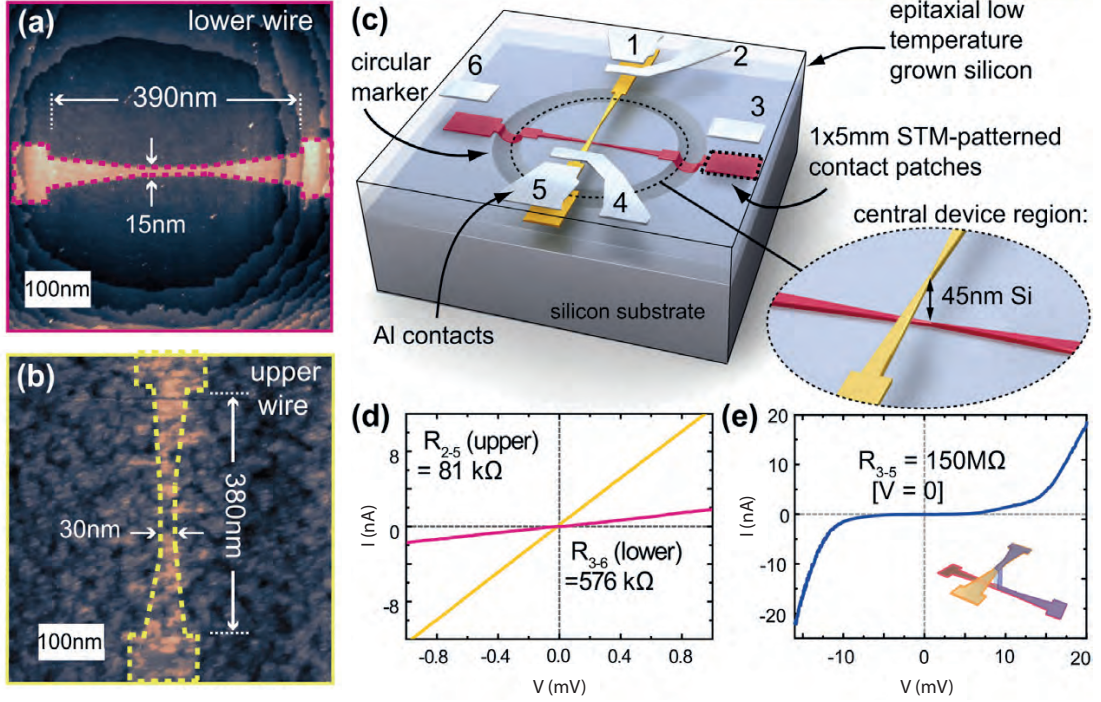 (a)
lower wire
390nm
15nm
100nm
(b)
upper
wire
380nm
30nm
100nm
(c)
epitaxial low
temperature
grown silicon
circular
marker
1
2
3
4
5
6
1x5mm STM-patterned
contact patches
central device region:
45nm Si
silicon substrate
Al contacts
(d)
R2-5 (upper)
= 81 kΩ
R3-6 (lower)
=576 kΩ
I (nA)
8
4
0
-4
-8
-0.8
-0.4
0.0
0.4
0.8
V (mV)
(e)
R3-5 = 150MΩ
[V = 0]
I (nA)
20
10
0
-10
-20
-10
0
10
20
V (mV)